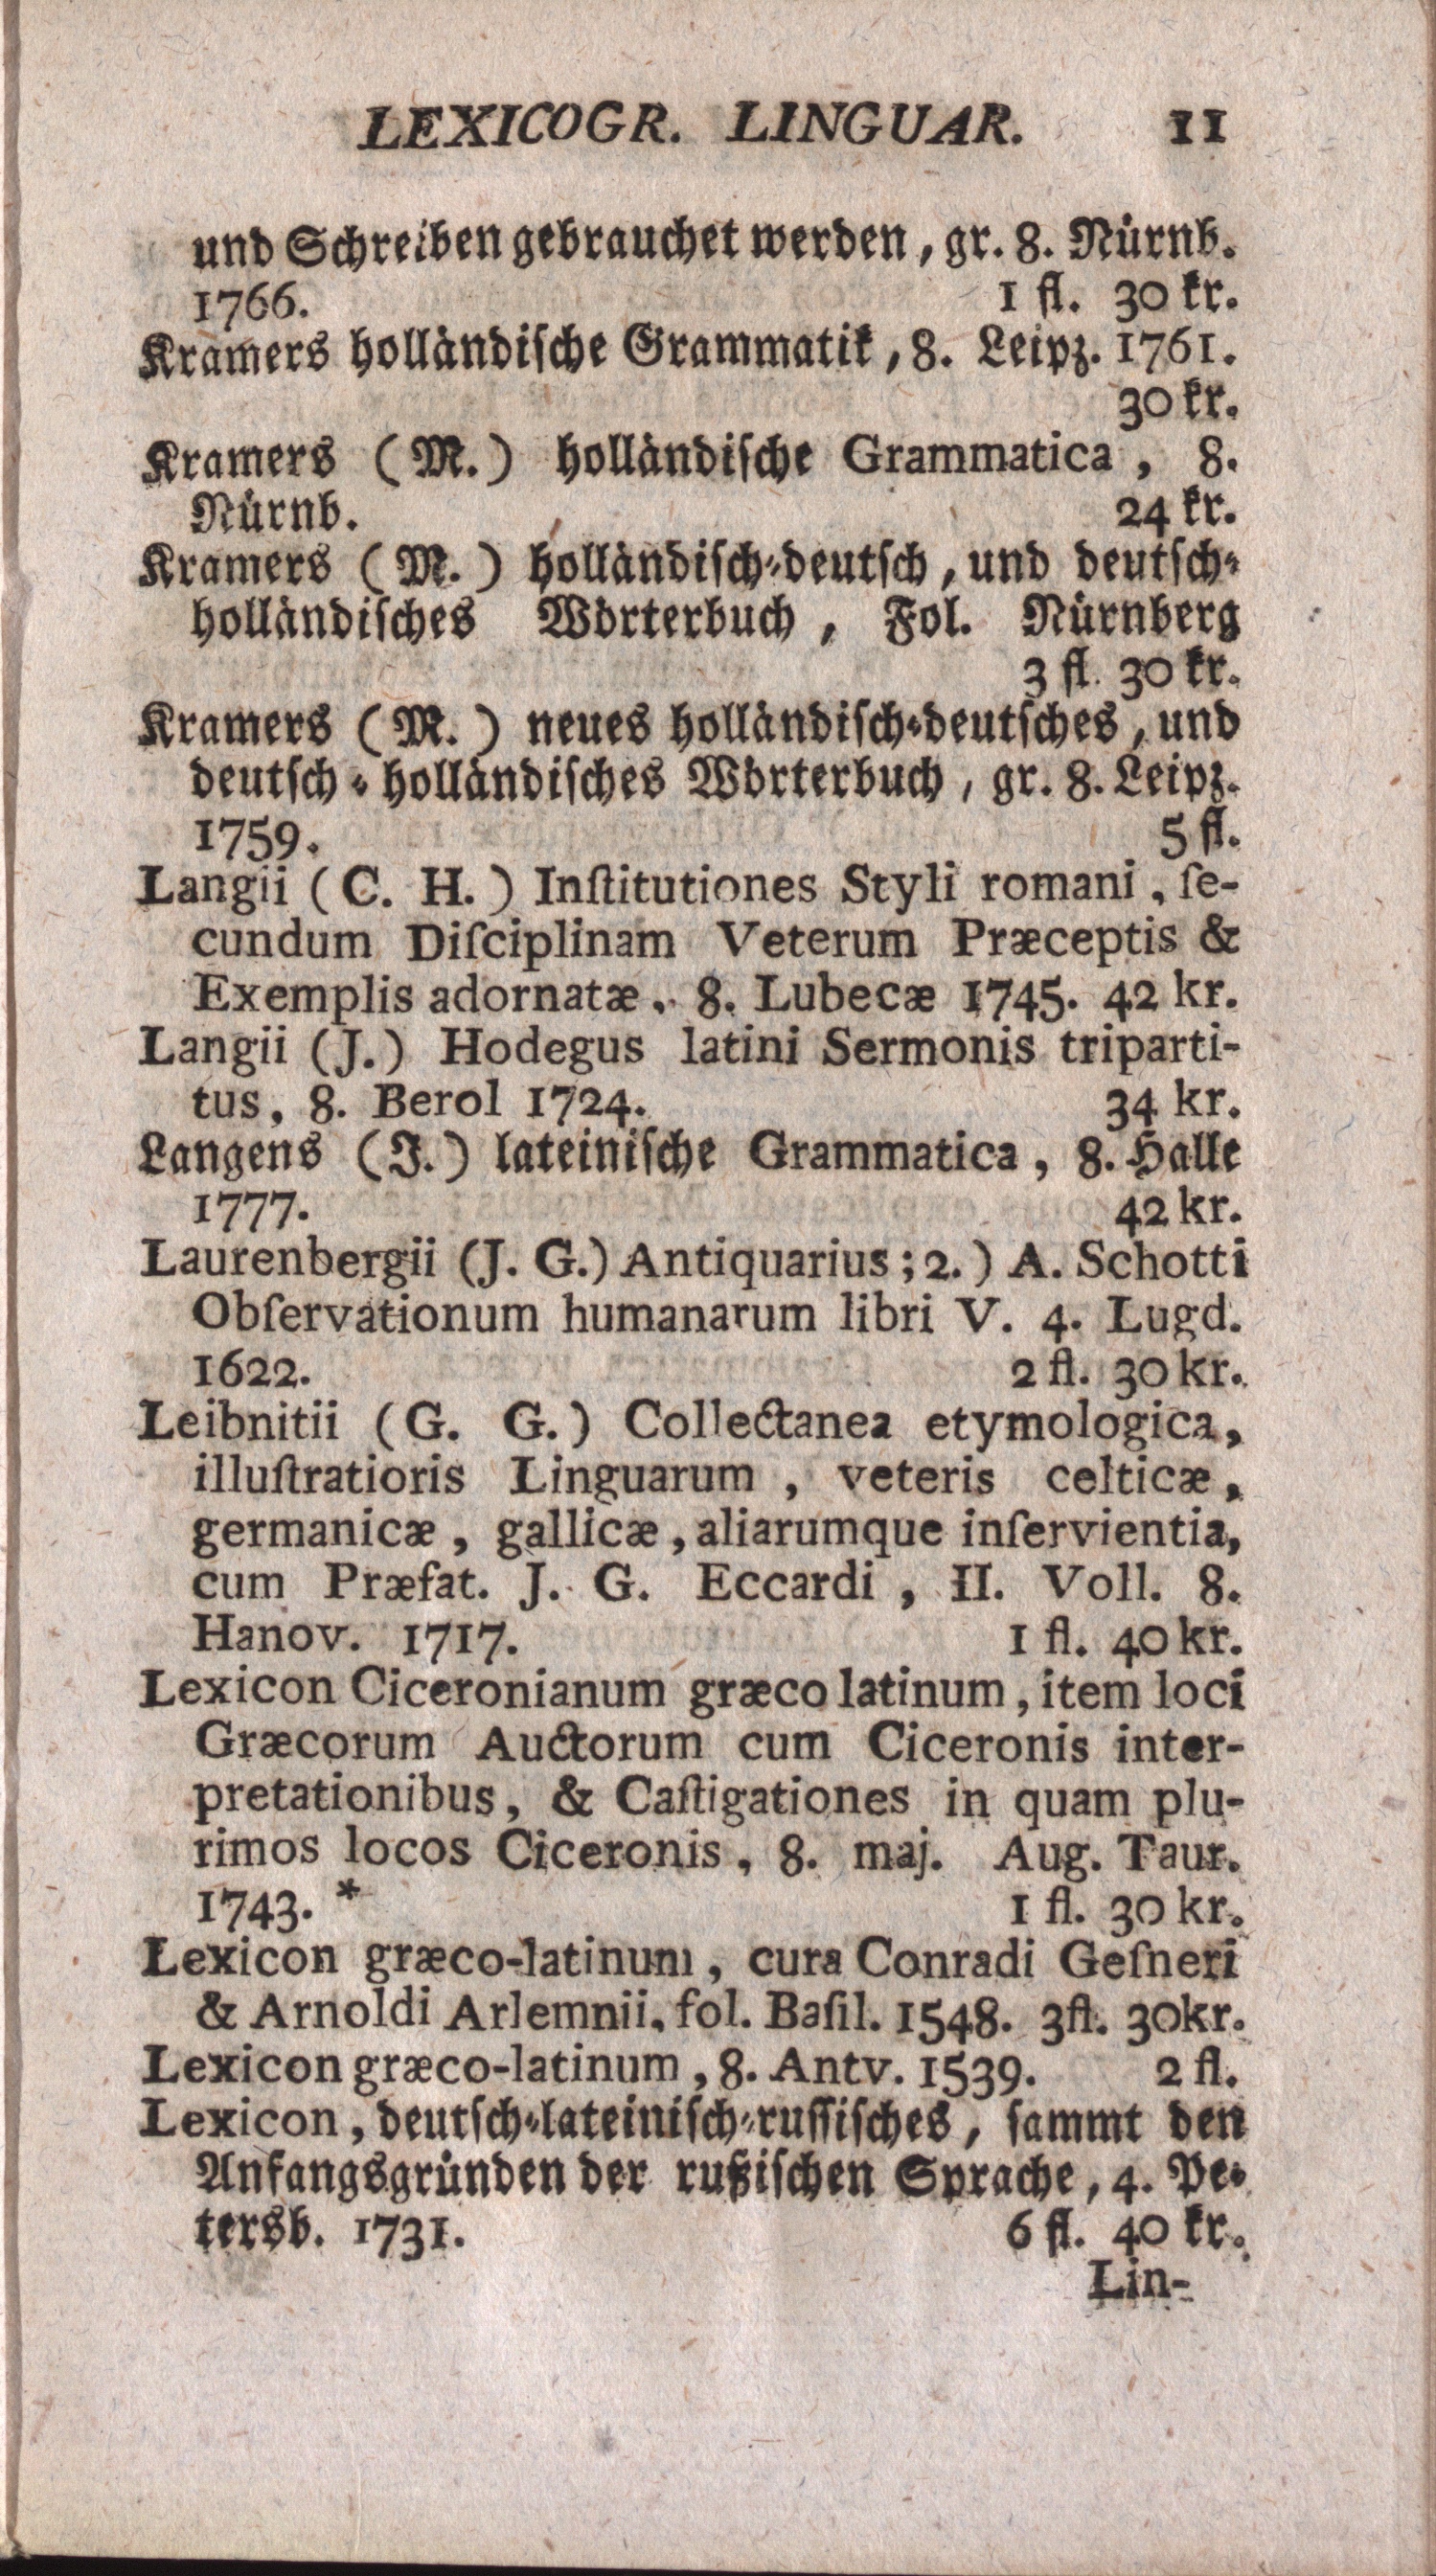 LEXICOGR. LINGUAR. 11
und Schreiben gebrauchet werden, gr. 8. Nürnb.
1766. 1 fl. 30 kr.
Kramers holländische Grammatik, 8. Leipz. 1761.
30 kr.
Kramers (M.) holländische Grammatica, 8.
Nürnb. 24 kr.
Kramers (M.) holländisch-deutsch, und deutsch-
holländisches Wörterbuch, Fol. Nürnberg
3 fl. 30 kr.
Kramers (M.) neues holländisch-deutsches, und
deutsch-holländisches Wörterbuch, gr. 8. Leipz.
1759. 5 fl.
Langii (C. H.) Inſtitutiones Styli romani, ſe-
cundum Diſciplinam Veterum Præceptis &
Exemplis adornatæ, 8. Lubecæ 1745. 42 kr.
Langii (J.) Hodegus latini Sermonis triparti-
tus, 8. Berol 1724. 34 kr.
Langens (J.) lateiniſche Grammatica, 8. Halle
1777. 42 kr.
Laurenbergii (J. G.) Antiquarius; 2.) A. Schotti
Obſervationum humanarum libri V. 4. Lugd.
1622. 2 fl. 30 kr.
Leibnitii (G. G.) Collectanea etymologica,
illuſtratioris Linguarum, veteris celticæ,
germanicæ, gallicæ, aliarumque inſervientia,
cum Præfat. J. G. Eccardi, II. Voll. 8.
Hanov. 1717. 1 fl. 40 kr.
Lexicon Ciceronianum græco latinum, item loci
Græcorum Auctorum cum Ciceronis inter-
pretationibus, & Caſtigationes in quam plu-
rimos locos Ciceronis, 8. maj. Aug. Taur.
1743. * 1 fl. 30 kr.
Lexicon græco-latinum, cura Conradi Geſneri
& Arnoldi Arlemnii, fol. Baſil. 1548. 3 fl. 30 kr.
Lexicon græco-latinum, 8. Antv. 1539. 2 fl.
Lexicon, deutſch-lateiniſch-ruſſiſches, ſammt den
Anfangsgründen der rußiſchen Sprache, 4. Pe-
tersb. 1731. 6 fl. 40 kr.
Lin-